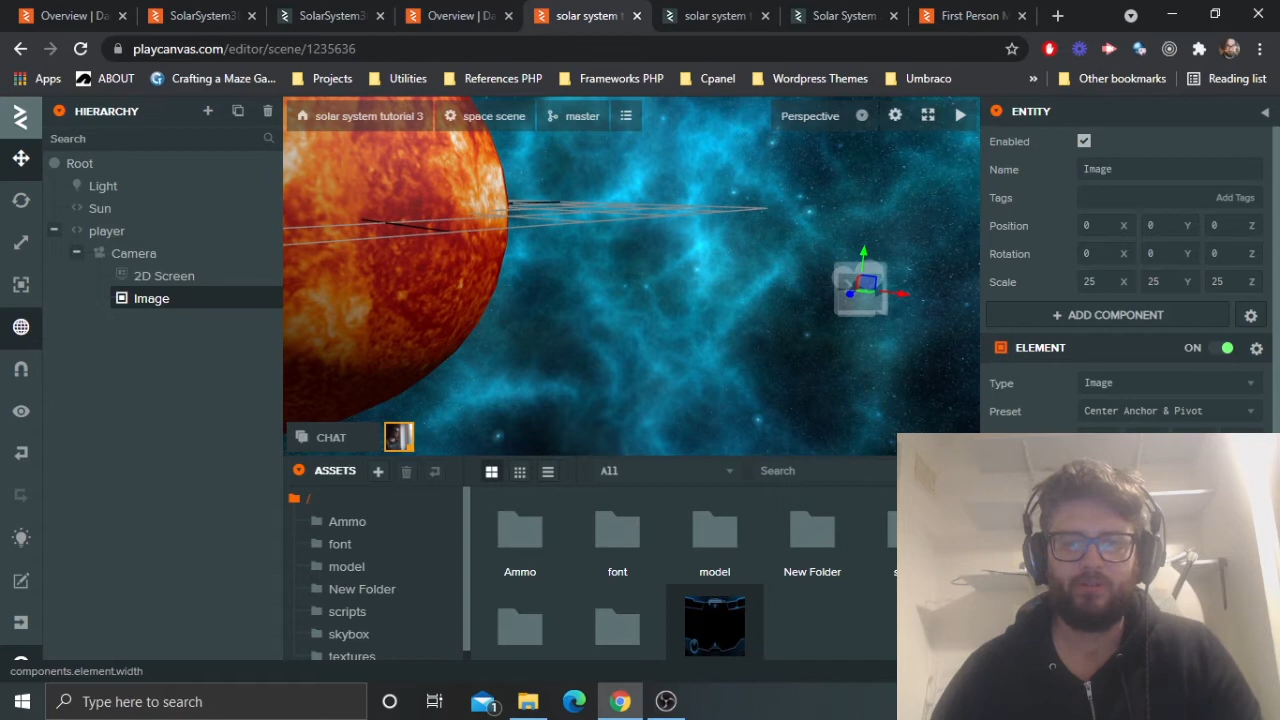 Overview | Da
SolarSystem3D
SolarSystem3
Overview | Da
solar system t
solar system t
Solar System
First Person M
playcanvas.com/editor/scene/1235636
Apps
ABOUT
Crafting a Maze Ga...
Projects
Utilities
References PHP
Frameworks PHP
Cpanel
Wordpress Themes
Umbraco
»
Other bookmarks
Reading list
HIERARCHY
Search
Root
Light
Sun
player
Camera
2D Screen
Image
solar system tutorial 3
space scene
master
Perspective
CHAT
ENTITY
Enabled
Name
Image
Tags
Add Tags
Position
0 X 0 Y 0 Z
Rotation
0 X 0 Y 0 Z
Scale
25 X 25 Y 25 Z
+ ADD COMPONENT
ELEMENT
ON
Type
Image
Preset
Center Anchor & Pivot
ASSETS
All
Search
/
Ammo
font
model
New Folder
scripts
skybox
textures
Ammo
font
model
New Folder
components.element.width
Type here to search
1